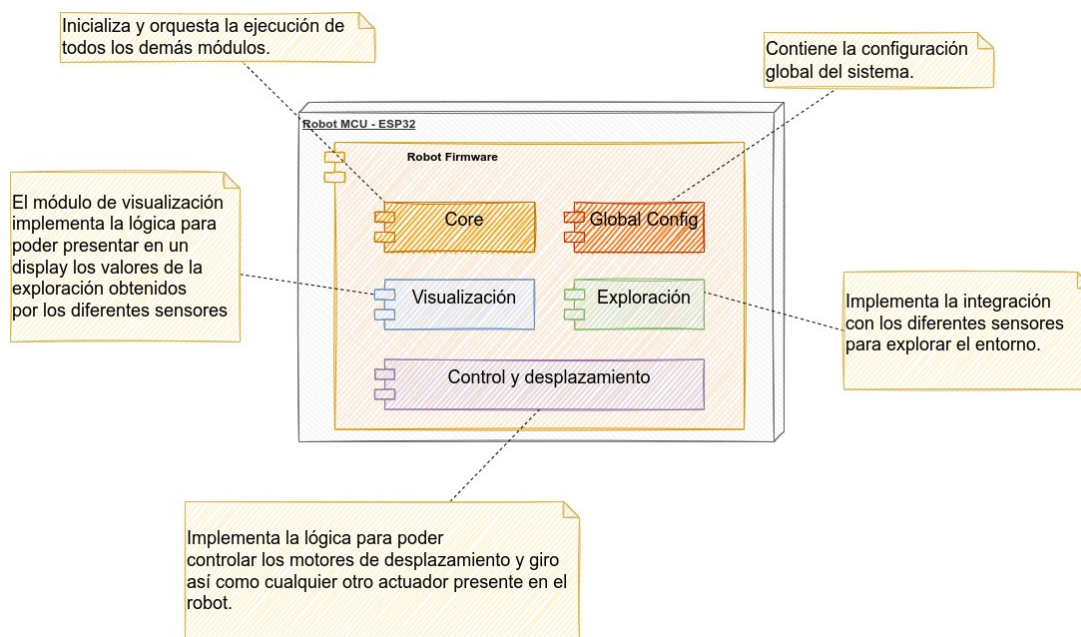 Inicializa y orquesta la ejecución de
todos los demás módulos.
Contiene la configuración
global del sistema.
Robot MCU - ESP32
Robot Firmware
Core
Global Config
El módulo de visualización
implementa la lógica para
poder presentar en un
display los valores de la
exploración obtenidos
por los diferentes sensores
Visualización
Exploración
Implementa la integración
con los diferentes sensores
para explorar el entorno.
Control y desplazamiento
Implementa la lógica para poder
controlar los motores de desplazamiento y giro
así como cualquier otro actuador presente en el
robot.